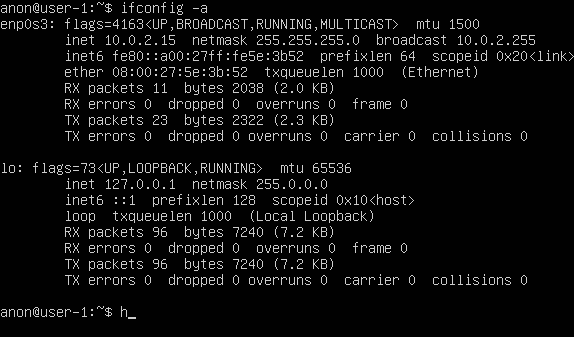 anon@user-1:~$ ifconfig -a
enp0s3: flags=4163<UP,BROADCAST,RUNNING,MULTICAST>  mtu 1500
        inet 10.0.2.15  netmask 255.255.255.0  broadcast 10.0.2.255
        inet6 fe80::a00:27ff:fe5e:3b52  prefixlen 64  scopeid 0x20<link>
        ether 08:00:27:5e:3b:52  txqueuelen 1000  (Ethernet)
        RX packets 11  bytes 2038 (2.0 KB)
        RX errors 0  dropped 0  overruns 0  frame 0
        TX packets 23  bytes 2322 (2.3 KB)
        TX errors 0  dropped 0 overruns 0  carrier 0  collisions 0

lo: flags=73<UP,LOOPBACK,RUNNING>  mtu 65536
        inet 127.0.0.1  netmask 255.0.0.0
        inet6 ::1  prefixlen 128  scopeid 0x10<host>
        loop  txqueuelen 1000  (Local Loopback)
        RX packets 96  bytes 7240 (7.2 KB)
        RX errors 0  dropped 0  overruns 0  frame 0
        TX packets 96  bytes 7240 (7.2 KB)
        TX errors 0  dropped 0 overruns 0  carrier 0  collisions 0

anon@user-1:~$ h_